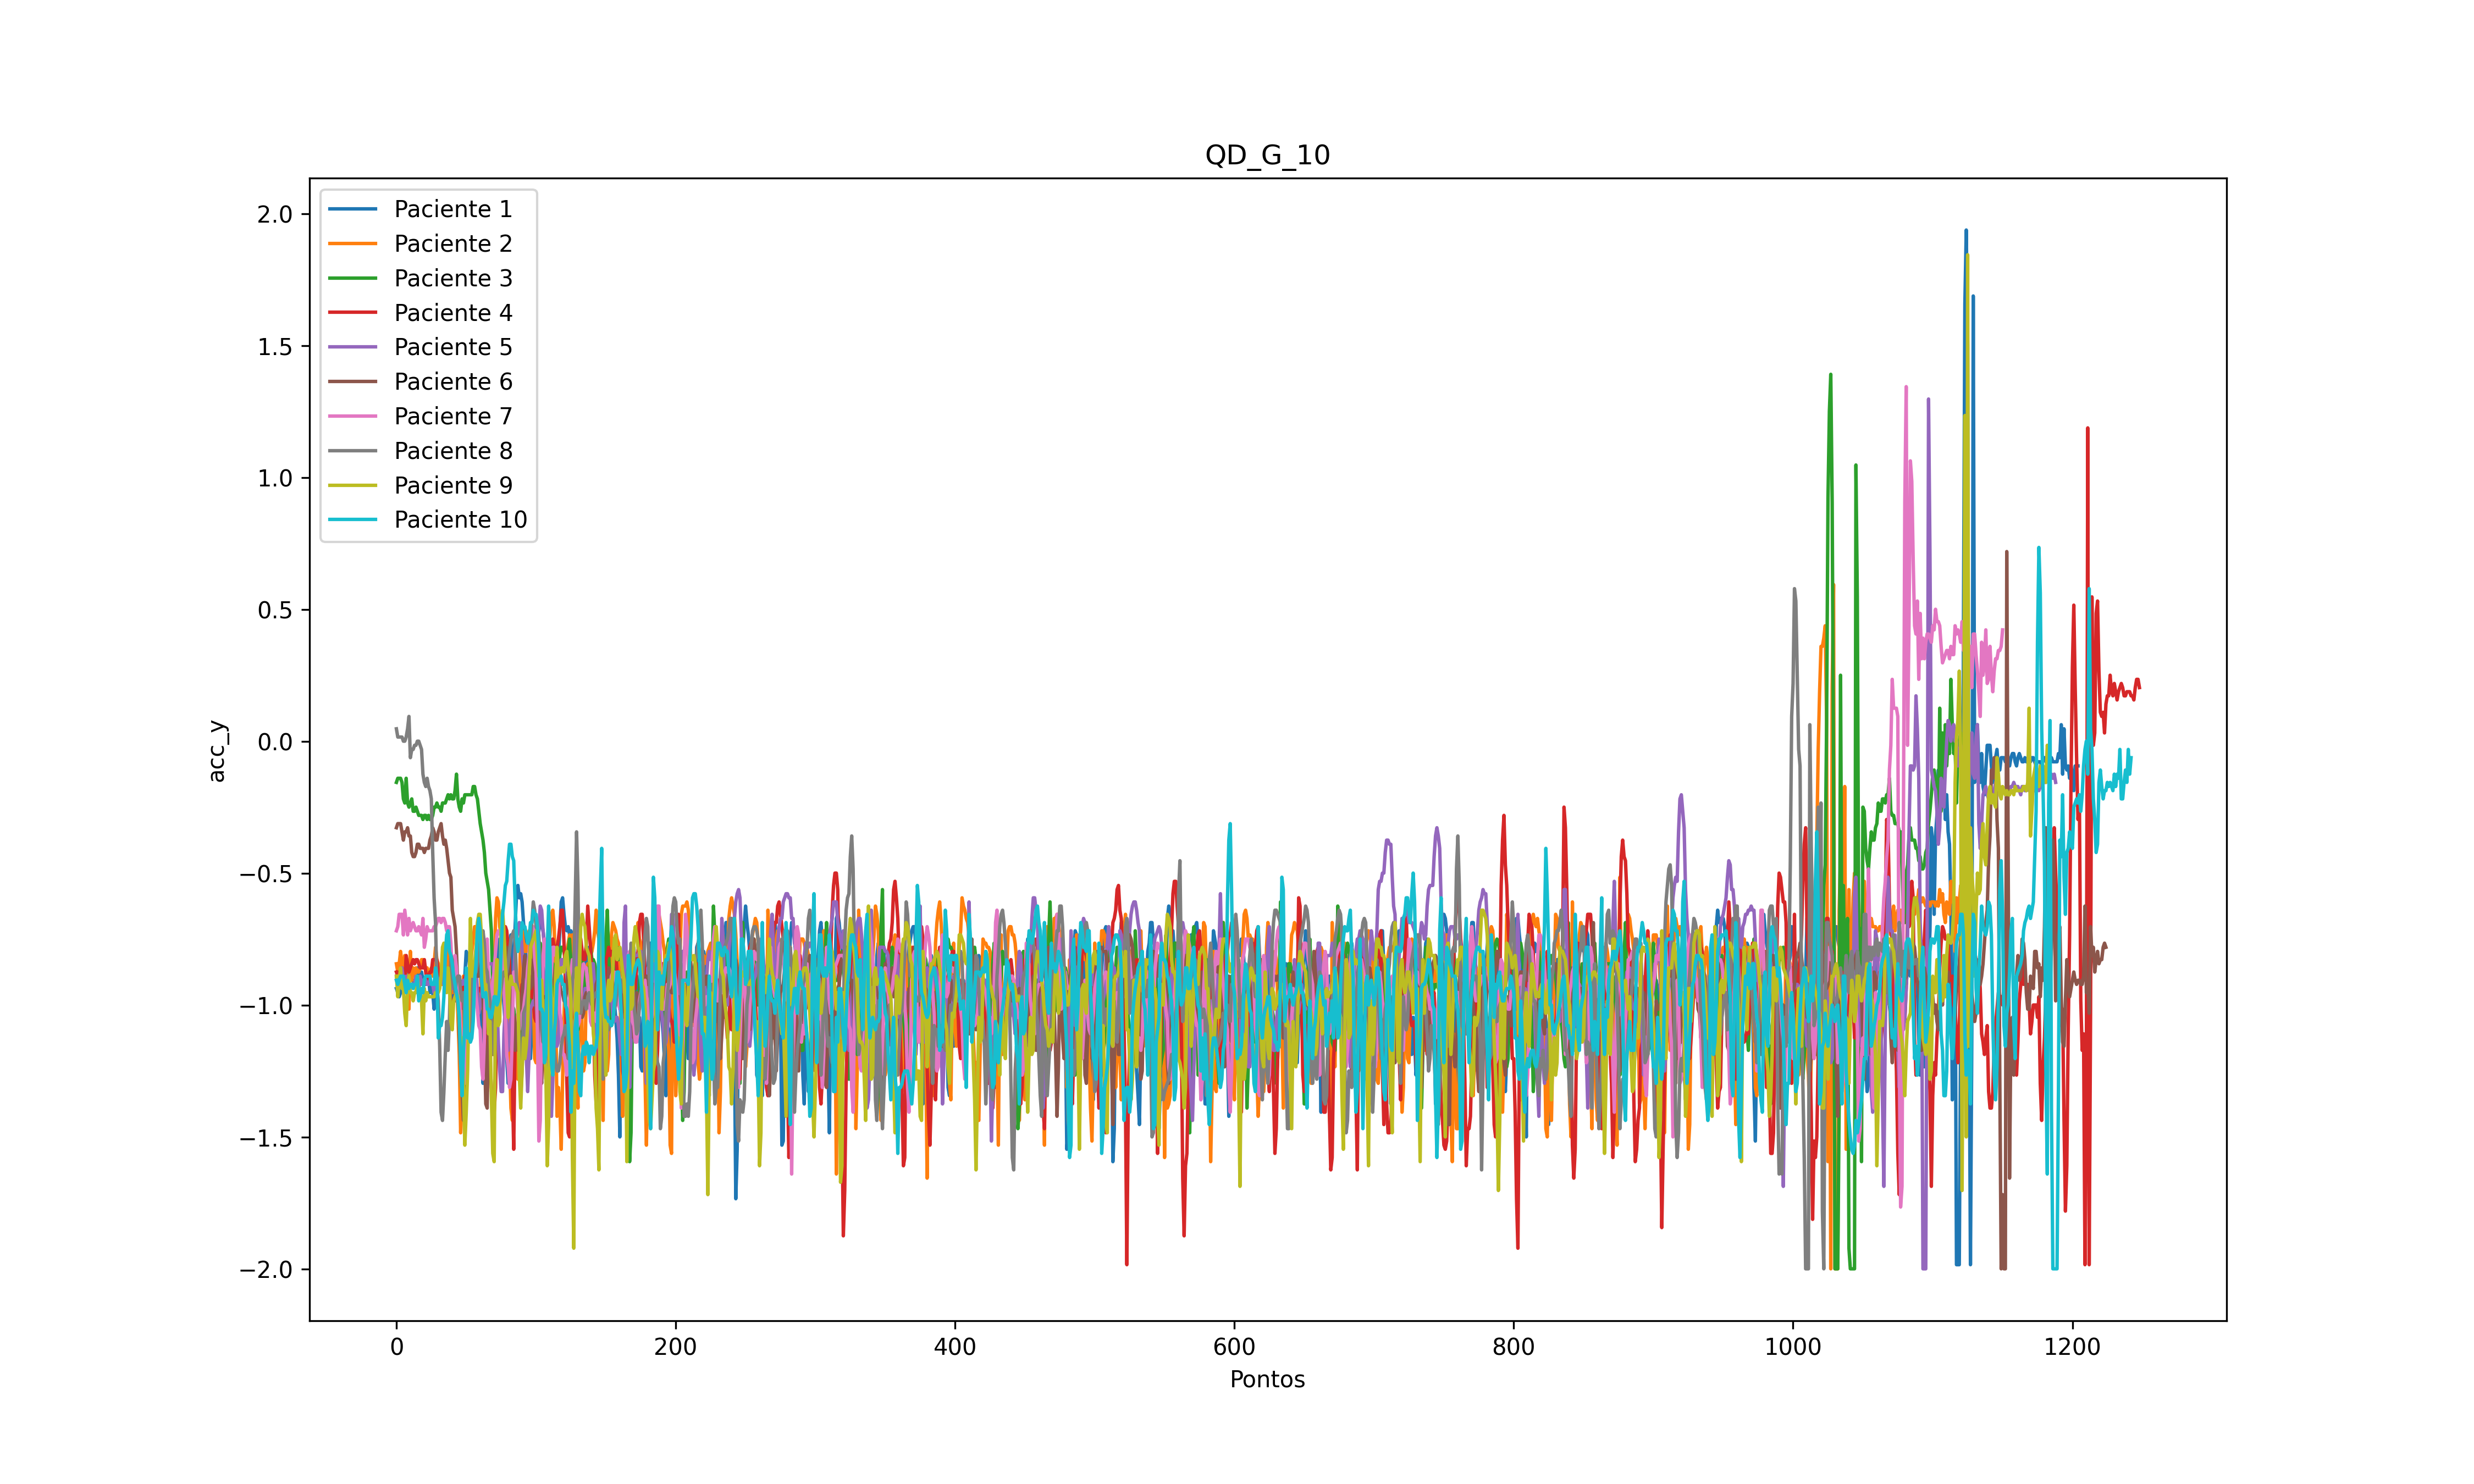 QD_G_10
2.0
1.5
1.0
0.5
0.0
−0.5
−1.0
−1.5
−2.0
acc_y
Paciente 1
Paciente 2
Paciente 3
Paciente 4
Paciente 5
Paciente 6
Paciente 7
Paciente 8
Paciente 9
Paciente 10
0 200 400 600 800 1000 1200
Pontos